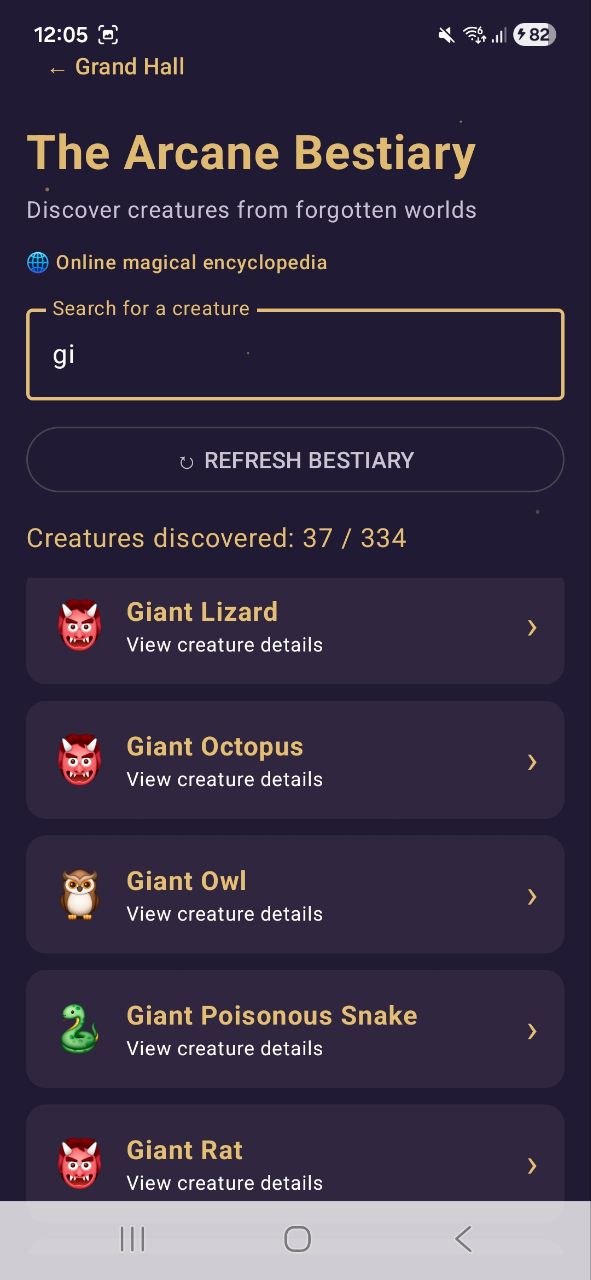 12:05
82
← Grand Hall
The Arcane Bestiary
Discover creatures from forgotten worlds
Online magical encyclopedia
Search for a creature
gi
↻ REFRESH BESTIARY
Creatures discovered: 37 / 334
Giant Lizard
View creature details
Giant Octopus
View creature details
Giant Owl
View creature details
Giant Poisonous Snake
View creature details
Giant Rat
View creature details